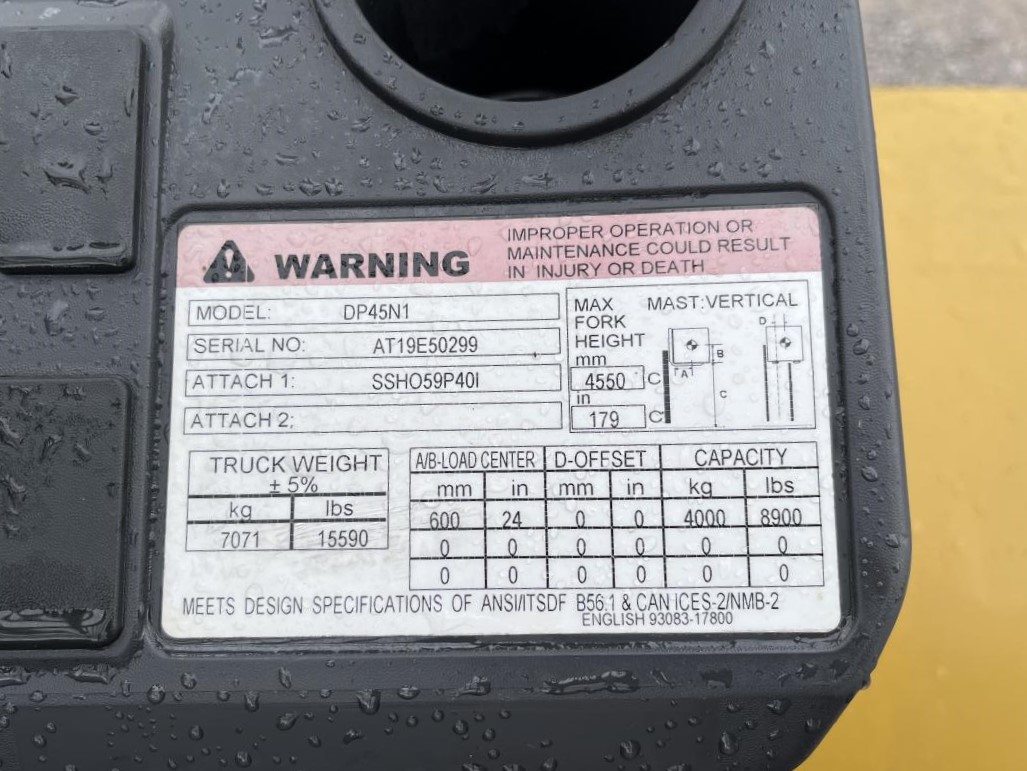 WARNING
IMPROPER OPERATION OR
MAINTENANCE COULD RESULT
IN INJURY OR DEATH
MODEL: DP45N1
SERIAL NO: AT19E50299
ATTACH 1: SSHO59P40I
ATTACH 2:
MAX
FORK
HEIGHT
mm
4550 C
in
179 C
MAST:VERTICAL
D
B
A
C
TRUCK WEIGHT
± 5%
kg lbs
7071 15590
A/B-LOAD CENTER D-OFFSET CAPACITY
mm in mm in kg lbs
600 24 0 0 4000 8900
0 0 0 0 0 0
0 0 0 0 0 0
MEETS DESIGN SPECIFICATIONS OF ANSI/ITSDF B56.1 & CAN ICES-2/NMB-2
ENGLISH 93083-17800